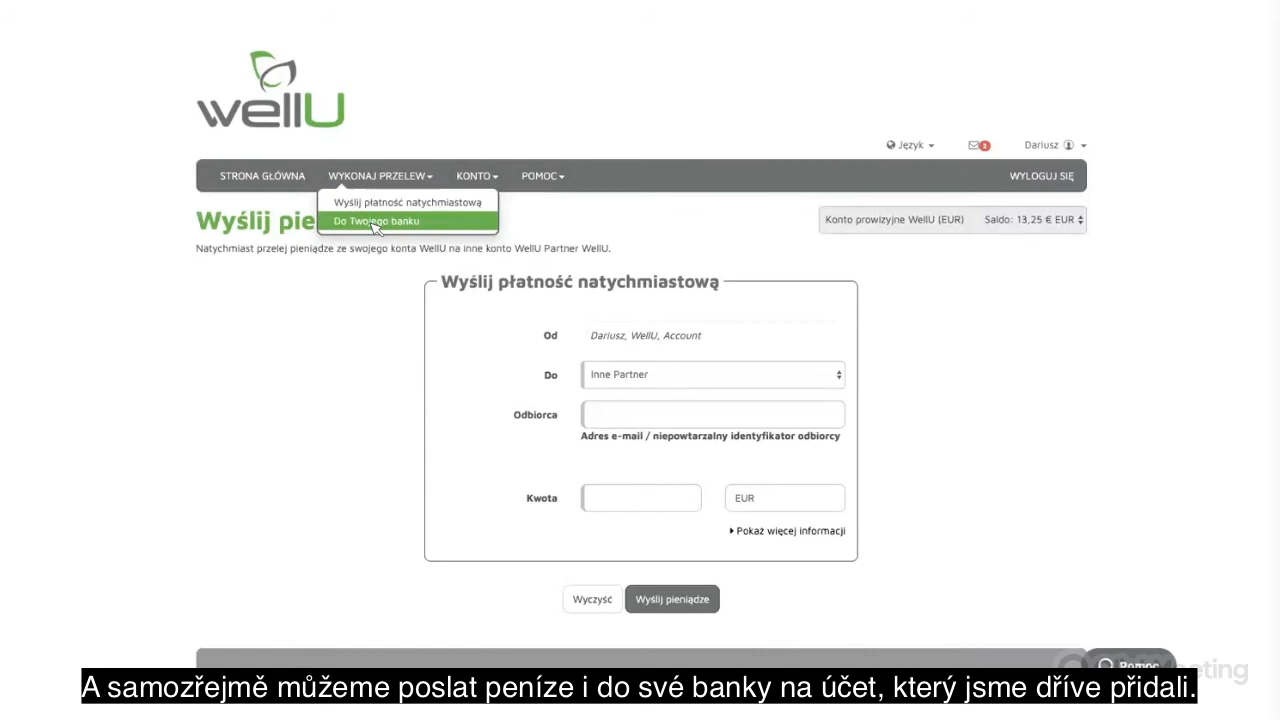 wellU
Język
2
Dariusz
STRONA GŁÓWNA WYKONAJ PRZELEW KONTO POMOC WYLOGUJ SIĘ
Wyślij płatność natychmiastową
Do Twojego banku
Wyślij pie
Konto prowizyjne WellU (EUR) Saldo: 13,25 € EUR
Natychmiast przelej pieniądze ze swojego konta WellU na inne konto WellU Partner WellU.
Wyślij płatność natychmiastową
Od Dariusz, WellU, Account
Do Inne Partner
Odbiorca
Adres e-mail / niepowtarzalny identyfikator odbiorcy
Kwota EUR
Pokaż więcej informacji
Wyczyść Wyślij pieniądze
Pomoc
A samozřejmě můžeme poslat peníze i do své banky na účet, který jsme dříve přidali.